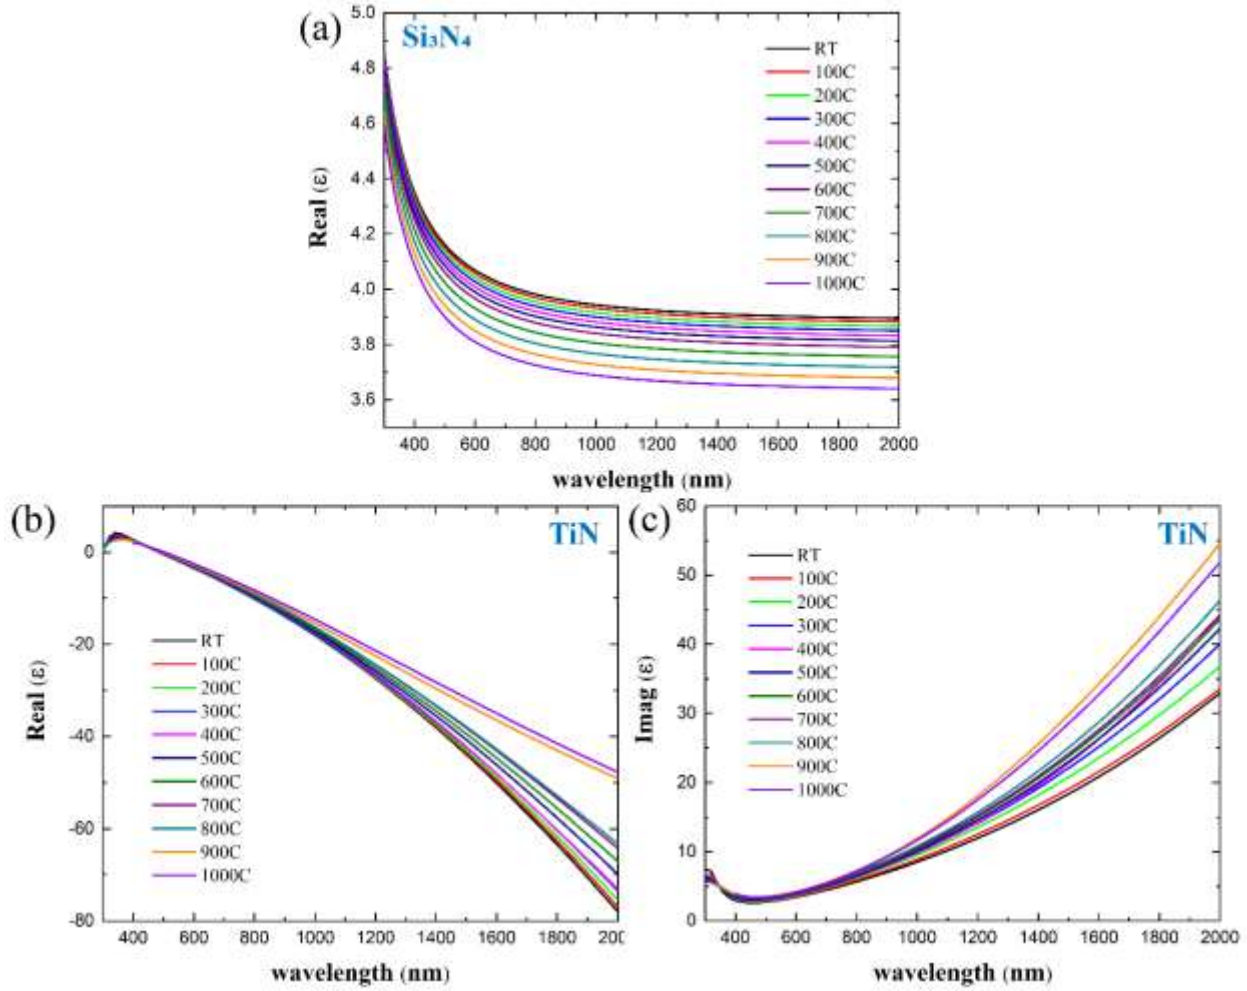 (a)
Si₃N₄
5.0
4.8
4.6
4.4
4.2
4.0
3.8
3.6
Real (ε)
RT
100C
200C
300C
400C
500C
600C
700C
800C
900C
1000C
400 600 800 1000 1200 1400 1600 1800 2000
wavelength (nm)
(b)
TiN
0
-20
-40
-60
-80
Real (ε)
RT
100C
200C
300C
400C
500C
600C
700C
800C
900C
1000C
400 600 800 1000 1200 1400 1600 1800 200
wavelength (nm)
(c)
TiN
60
50
40
30
20
10
0
Imag (ε)
RT
100C
200C
300C
400C
500C
600C
700C
800C
900C
1000C
400 600 800 1000 1200 1400 1600 1800 2000
wavelength (nm)